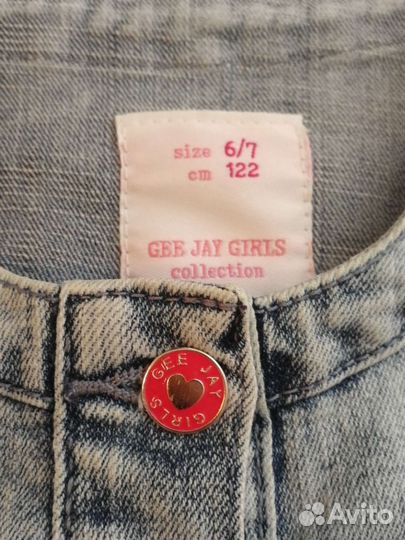 size 6/7
cm 122
GEE JAY GIRLS
collection
GEE JAY GIRLS
Avito